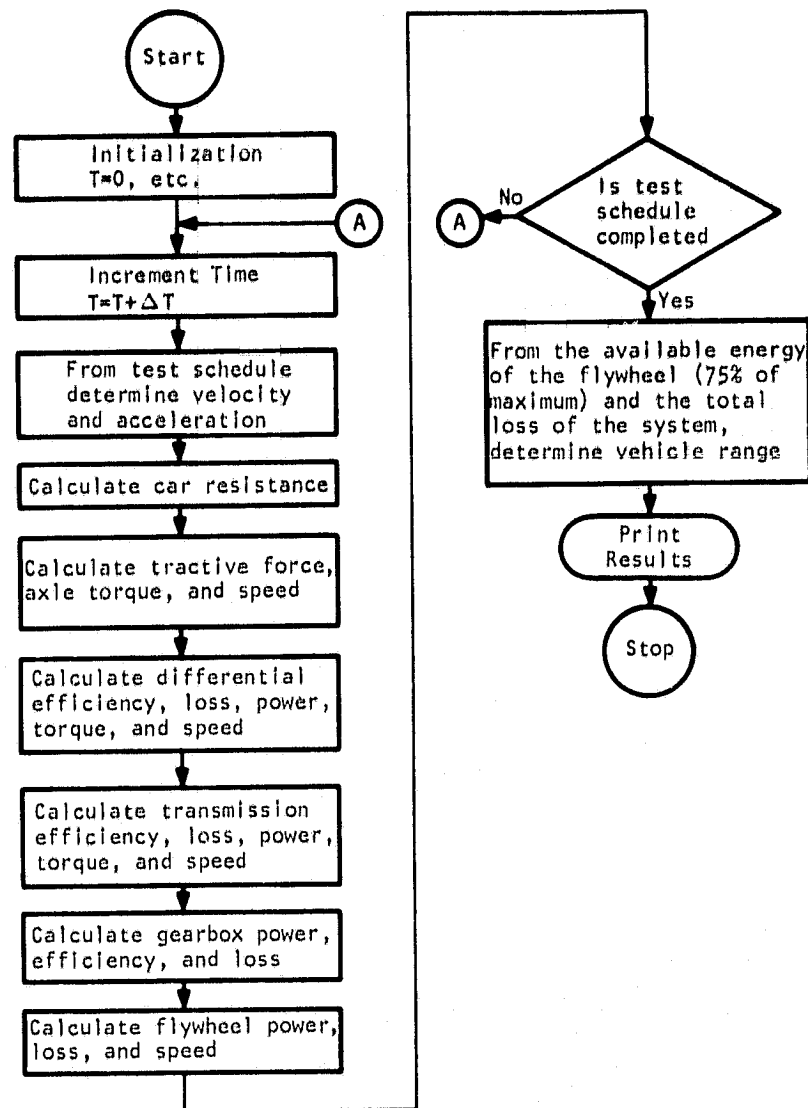 Start
Initialization
T=0, etc.
A
Increment Time
T=T+ΔT
From test schedule
determine velocity
and acceleration
Calculate car resistance
Calculate tractive force,
axle torque, and speed
Calculate differential
efficiency, loss, power,
torque, and speed
Calculate transmission
efficiency, loss, power,
torque, and speed
Calculate gearbox power,
efficiency, and loss
Calculate flywheel power,
loss, and speed
Is test
schedule
completed
No
A
Yes
From the available energy
of the flywheel (75% of
maximum) and the total
loss of the system,
determine vehicle range
Print
Results
Stop